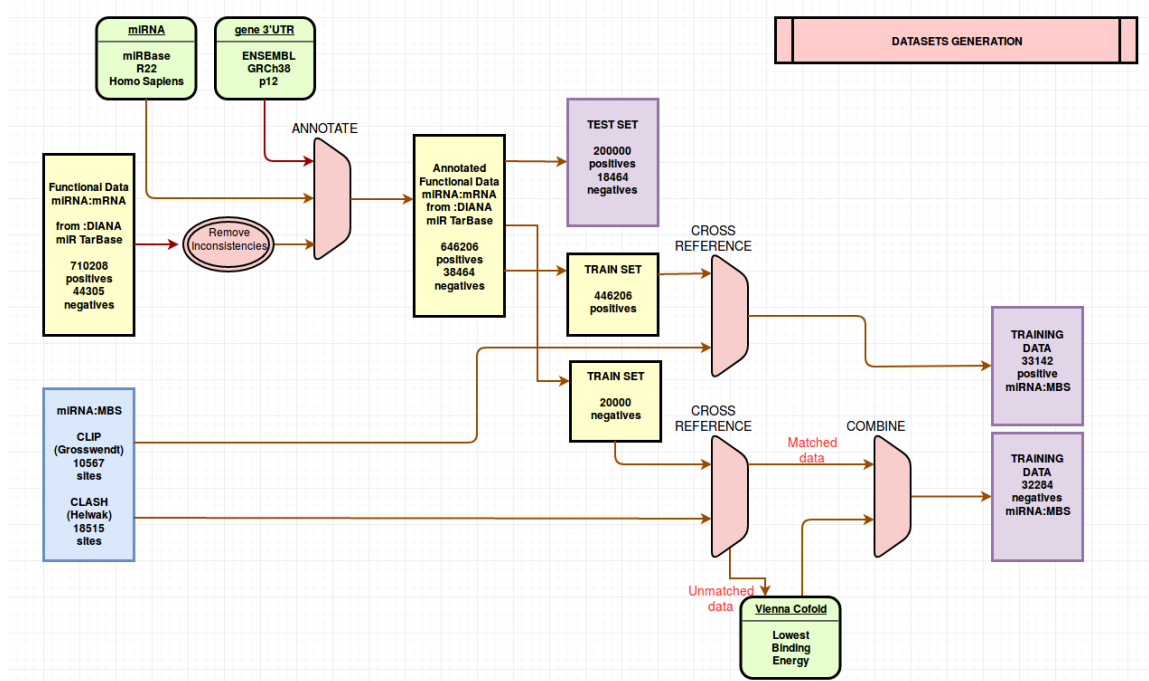 miRNA
miRBase
R22
Homo Sapiens
gene 3'UTR
ENSEMBL
GRCh38
p12
DATASETS GENERATION
ANNOTATE
Functional Data
miRNA:mRNA
from :DIANA
miR TarBase
710208
positives
44305
negatives
Remove
Inconsistencies
Annotated
Functional Data
miRNA:mRNA
from :DIANA
miR TarBase
646206
positives
38464
negatives
TEST SET
200000
positives
18464
negatives
TRAIN SET
446206
positives
CROSS
REFERENCE
TRAIN SET
20000
negatives
TRAINING
DATA
33142
positive
miRNA:MBS
miRNA:MBS
CLIP
(Grosswendt)
10567
sites
CLASH
(Helwak)
18515
sites
CROSS
REFERENCE
Matched
data
COMBINE
TRAINING
DATA
32284
negatives
miRNA:MBS
Unmatched
data
Vienna Cofold
Lowest
Binding
Energy